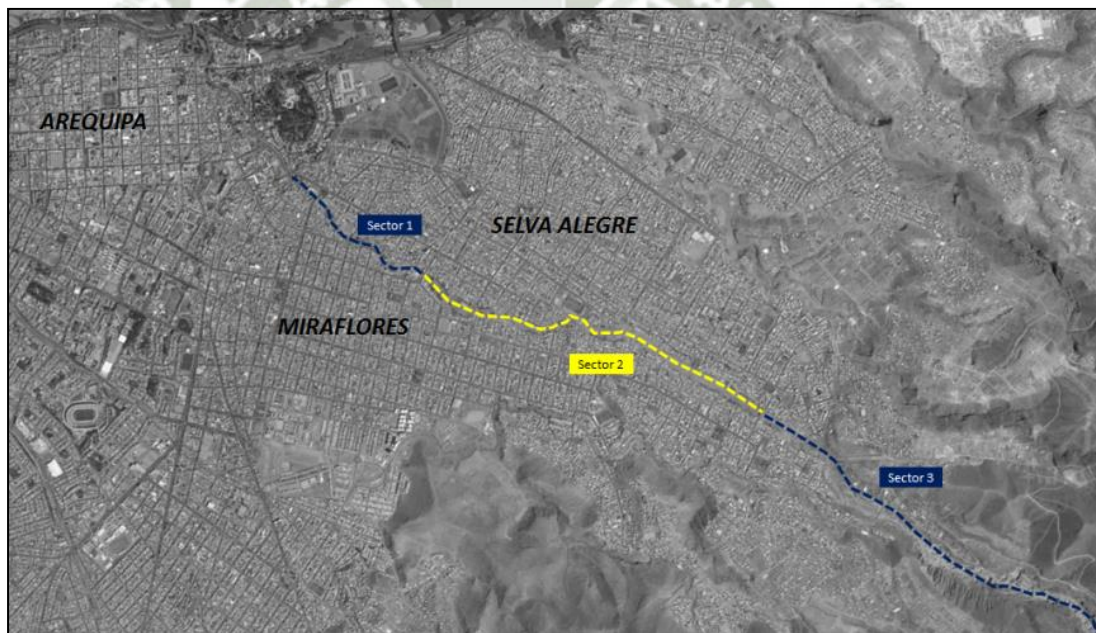 AREQUIPA
Sector 1
SELVA ALEGRE
MIRAFLORES
Sector 2
Sector 3